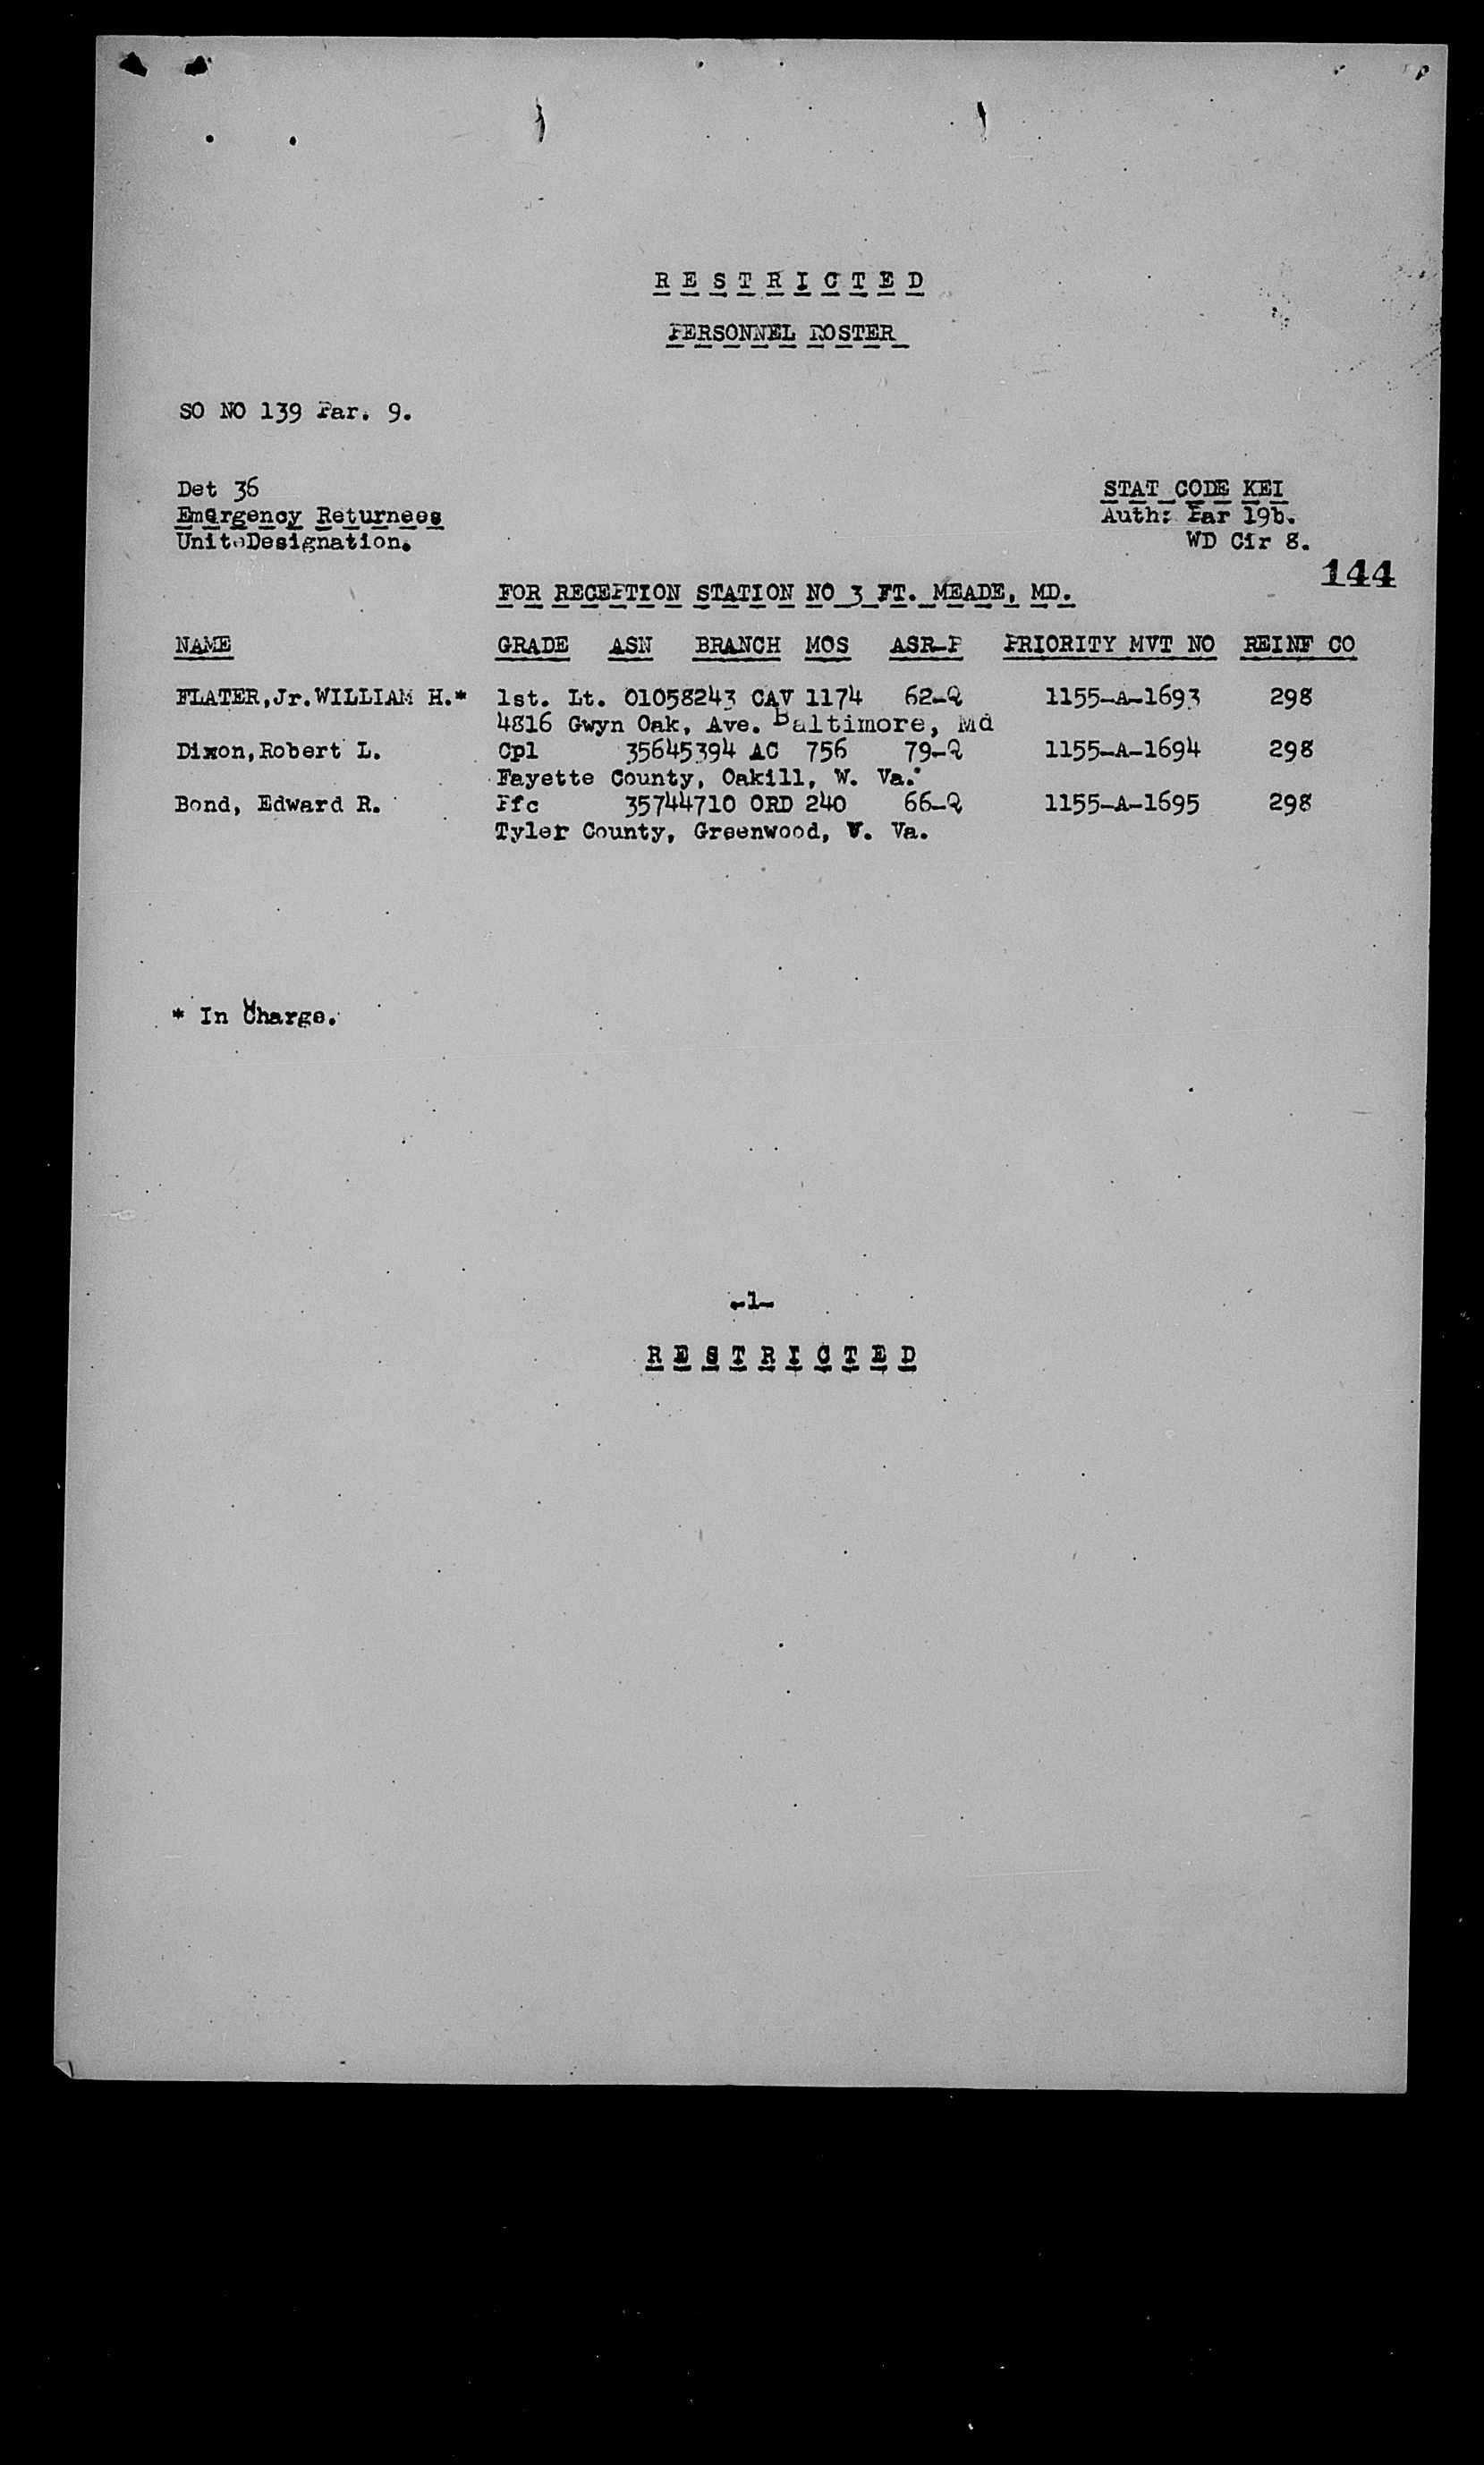 R E S T R I C T E D
PERSONNEL ROSTER
SO NO 139 Par. 9.
Det 36
Emergency Returnees
Unit Designation.
STAT CODE KEI
Auth: Par 19b.
WD Cir 8.
144
FOR RECEPTION STATION NO 3 FT. MEADE, MD.
NAME GRADE ASN BRANCH MOS ASR-P PRIORITY MVT NO REINF CO
FLATER,Jr.WILLIAM H.* 1st. Lt. 01058243 CAV 1174 62-Q 1155-A-1693 298
4816 Gwyn Oak, Ave. Baltimore, Md
Dixon,Robert L. Cpl 35645394 AC 756 79-Q 1155-A-1694 298
Fayette County, Oakill, W. Va.
Bond, Edward R. Pfc 35744710 ORD 240 66-Q 1155-A-1695 298
Tyler County, Greenwood, W. Va.
* In Charge.
-1-
R E S T R I C T E D